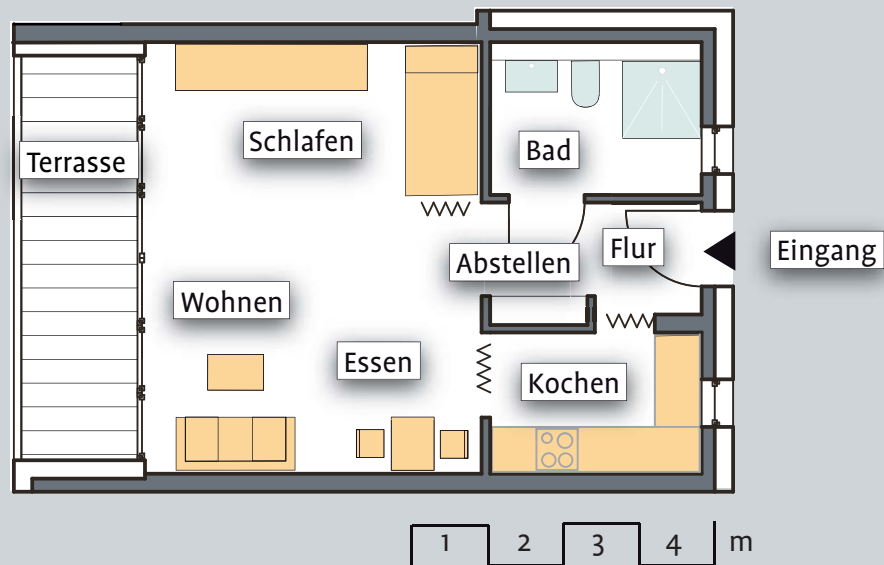 Schlafen
Bad
Terrasse
Flur
Eingang
Abstellen
Wohnen
Essen
Kochen
1 2 3 4 m